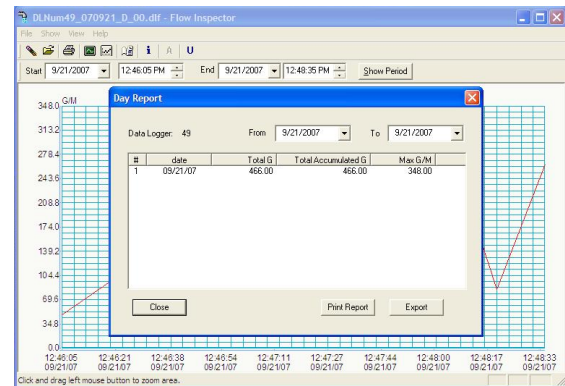 DLNum49_070921_D_00.dlf - Flow Inspector
File Show View Help
i A U
Start 9/21/2007 12:46:05 PM End 9/21/2007 12:48:35 PM Show Period
G/M
348.0
313.2
278.4
243.6
208.8
174.0
139.2
104.4
69.6
34.8
0.0
Day Report
Data Logger: 49 From 9/21/2007 To 9/21/2007
# date Total G Total Accumulated G Max G/M
1 09/21/07 466.00 466.00 348.00
Close Print Report Export
12:46:05 12:46:21 12:46:38 12:46:54 12:47:11 12:47:27 12:47:44 12:48:00 12:48:17 12:48:33
09/21/07 09/21/07 09/21/07 09/21/07 09/21/07 09/21/07 09/21/07 09/21/07 09/21/07 09/21/07
Click and drag left mouse button to zoom area.